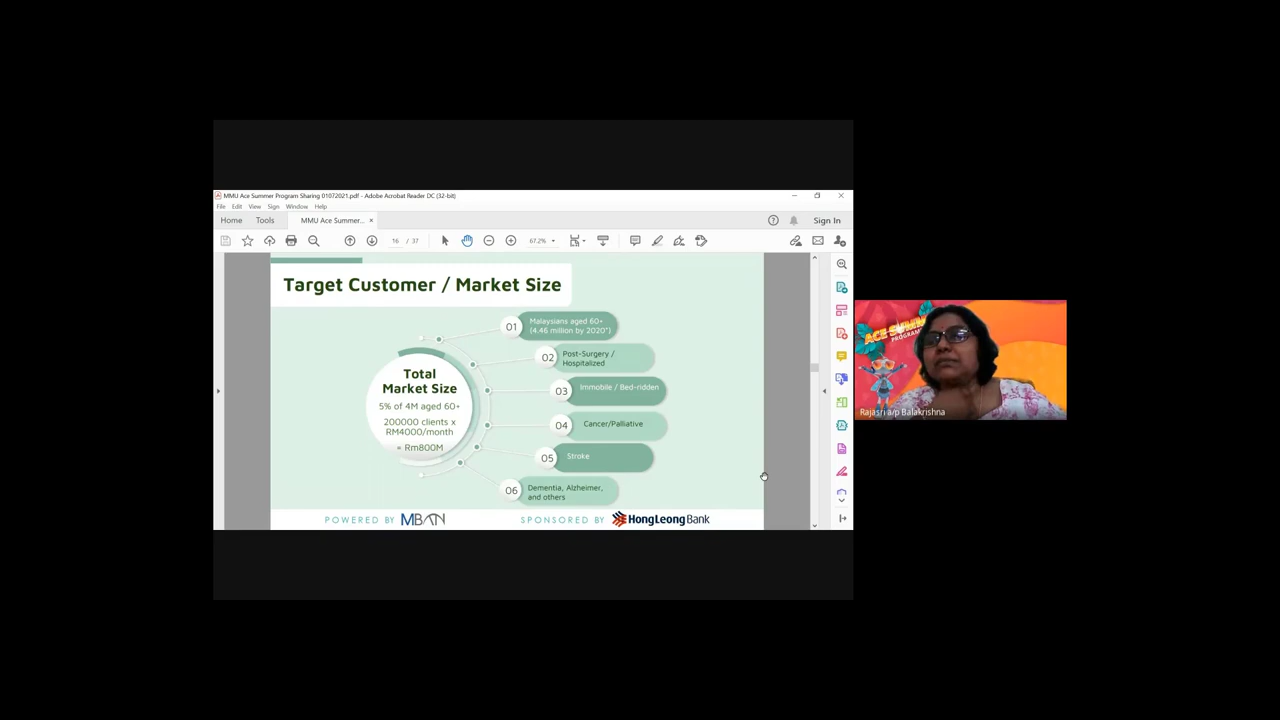 MMU Ace Summer Program Sharing 01072021.pdf - Adobe Acrobat Reader DC (32-bit)
File Edit View Sign Window Help
Home Tools MMU Ace Summer... × Sign In
16 / 37 67.2%
Target Customer / Market Size
Total
Market Size
5% of 4M aged 60+
200000 clients x
RM4000/month
= Rm800M
01 Malaysians aged 60+
(4.46 million by 2020*)
02 Post-Surgery /
Hospitalized
03 Immobile / Bed-ridden
04 Cancer/Palliative
05 Stroke
06 Dementia, Alzheimer,
and others
POWERED BY MBAN SPONSORED BY HongLeong Bank
ACE-SUMMER
PROGRAMME
Rajasri a/p Balakrishna